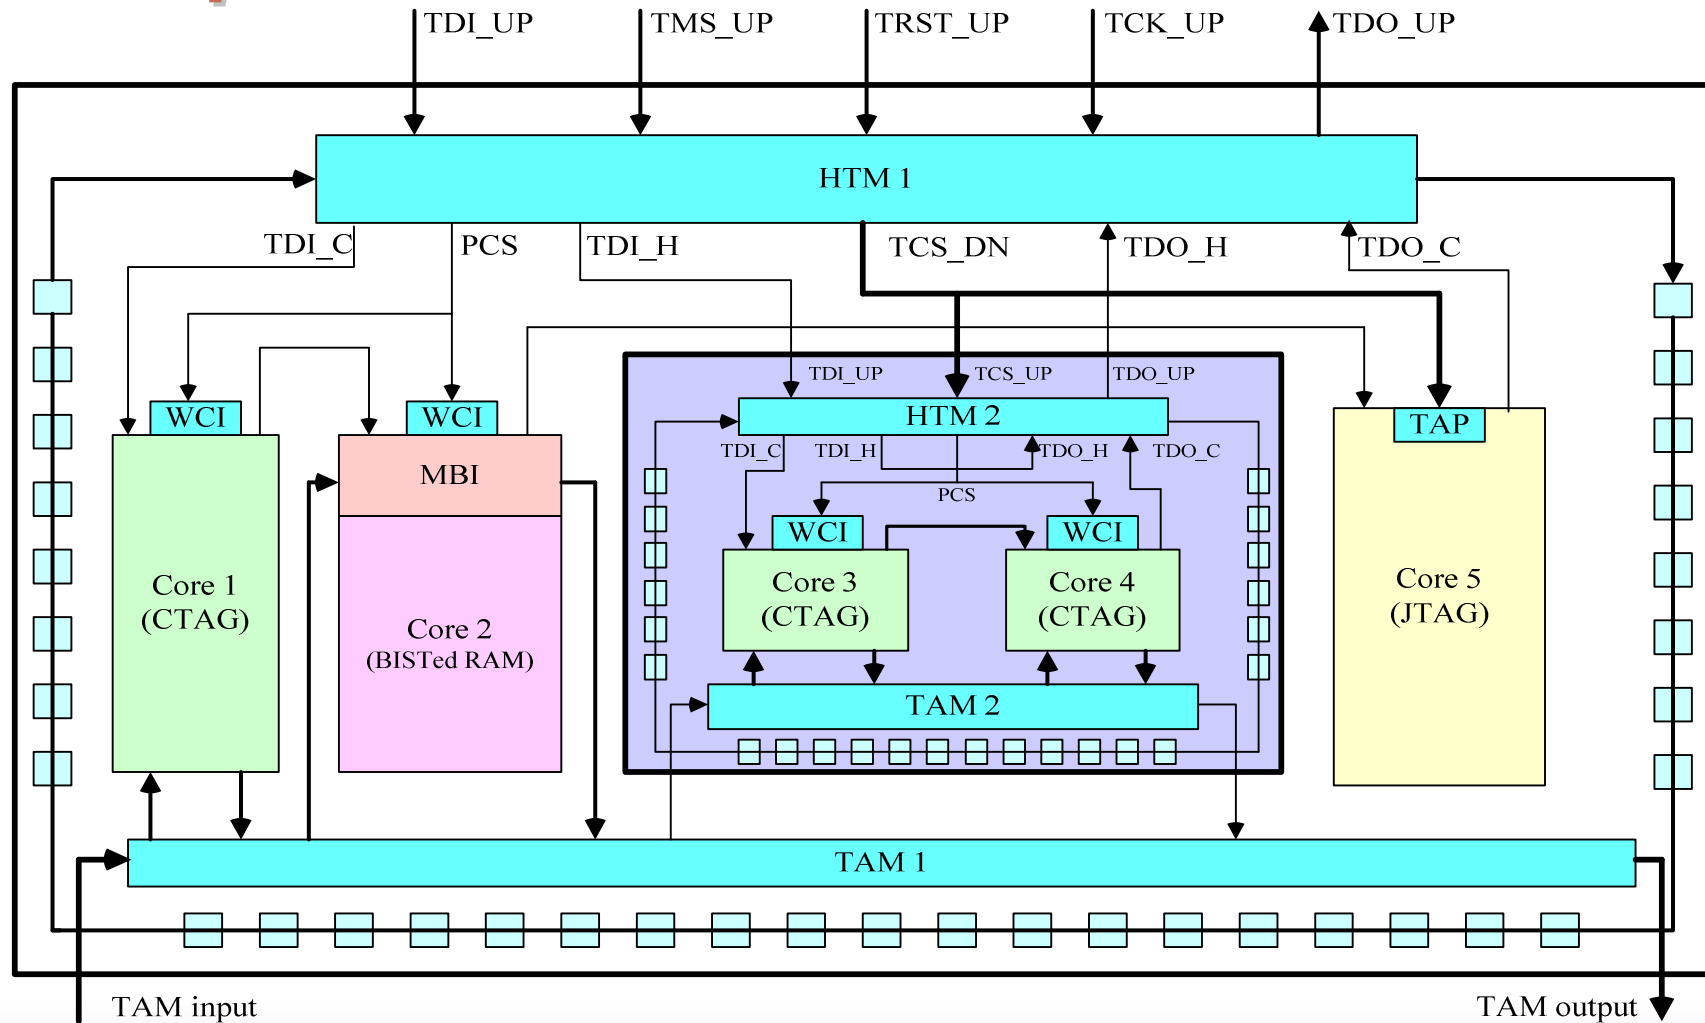 TDI_UP
TMS_UP
TRST_UP
TCK_UP
TDO_UP
HTM 1
TDI_C
PCS
TDI_H
TCS_DN
TDO_H
TDO_C
TDI_UP
TCS_UP
TDO_UP
WCI
WCI
HTM 2
TAP
TDI_C
TDI_H
TDO_H
TDO_C
MBI
PCS
WCI
WCI
Core 1
(CTAG)
Core 2
(BISTed RAM)
Core 3
(CTAG)
Core 4
(CTAG)
Core 5
(JTAG)
TAM 2
TAM 1
TAM input
TAM output